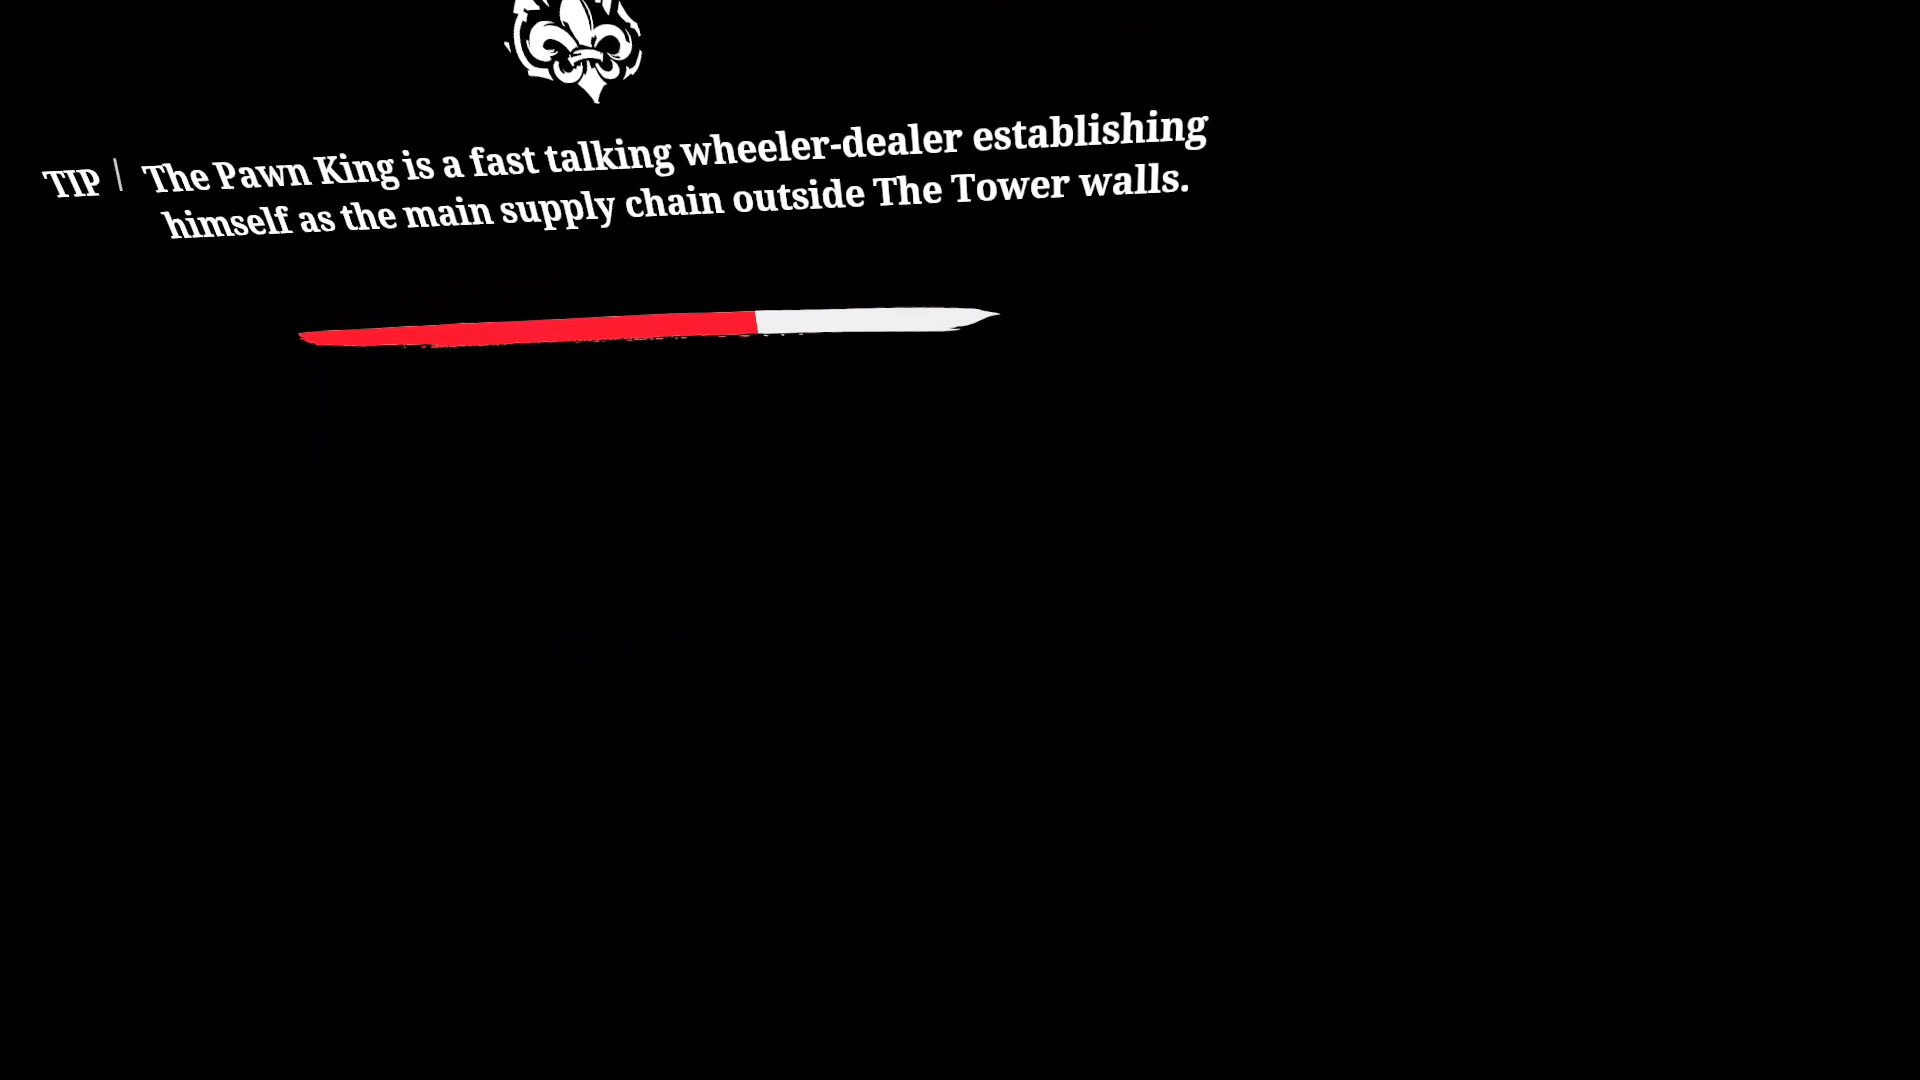 TIP | The Pawn King is a fast talking wheeler-dealer establishing
himself as the main supply chain outside The Tower walls.